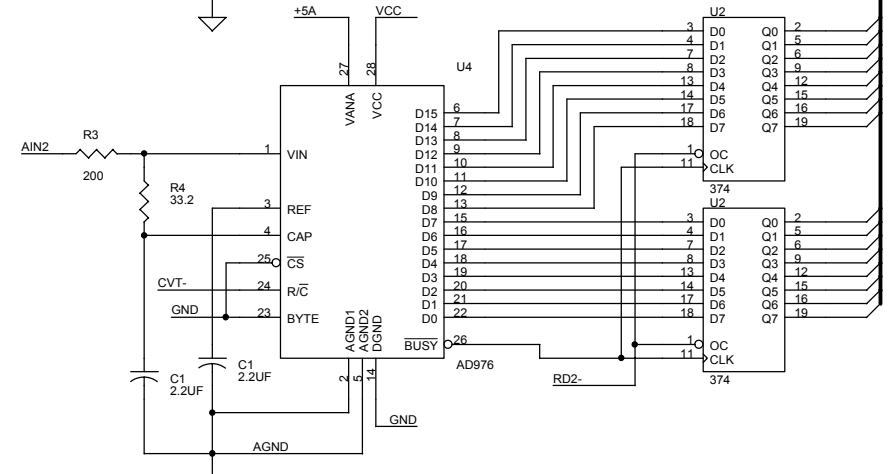 +5A VCC U2
27 28 U4
VANA VCC
3 D0 Q0 2
4 D1 Q1 5
7 D2 Q2 6
8 D3 Q3 9
13 D4 Q4 12
14 D5 Q5 15
17 D6 Q6 16
18 D7 Q7 19
1 OC
11 CLK
374
AIN2 R3 200
R4 33.2
1 VIN
3 REF
4 CAP
25 CS
CVT- 24 R/C
GND 23 BYTE
D15 6
D14 7
D13 8
D12 9
D11 10
D10 11
D9 12
D8 13
D7 15
D6 16
D5 17
D4 18
D3 19
D2 20
D1 21
D0 22
BUSY 26
AGND1 AGND2 DGND
2 5 14
AD976
U2
3 D0 Q0 2
4 D1 Q1 5
7 D2 Q2 6
8 D3 Q3 9
13 D4 Q4 12
14 D5 Q5 15
17 D6 Q6 16
18 D7 Q7 19
1 OC
11 CLK
374
RD2-
C1 2.2UF
C1 2.2UF
GND
AGND